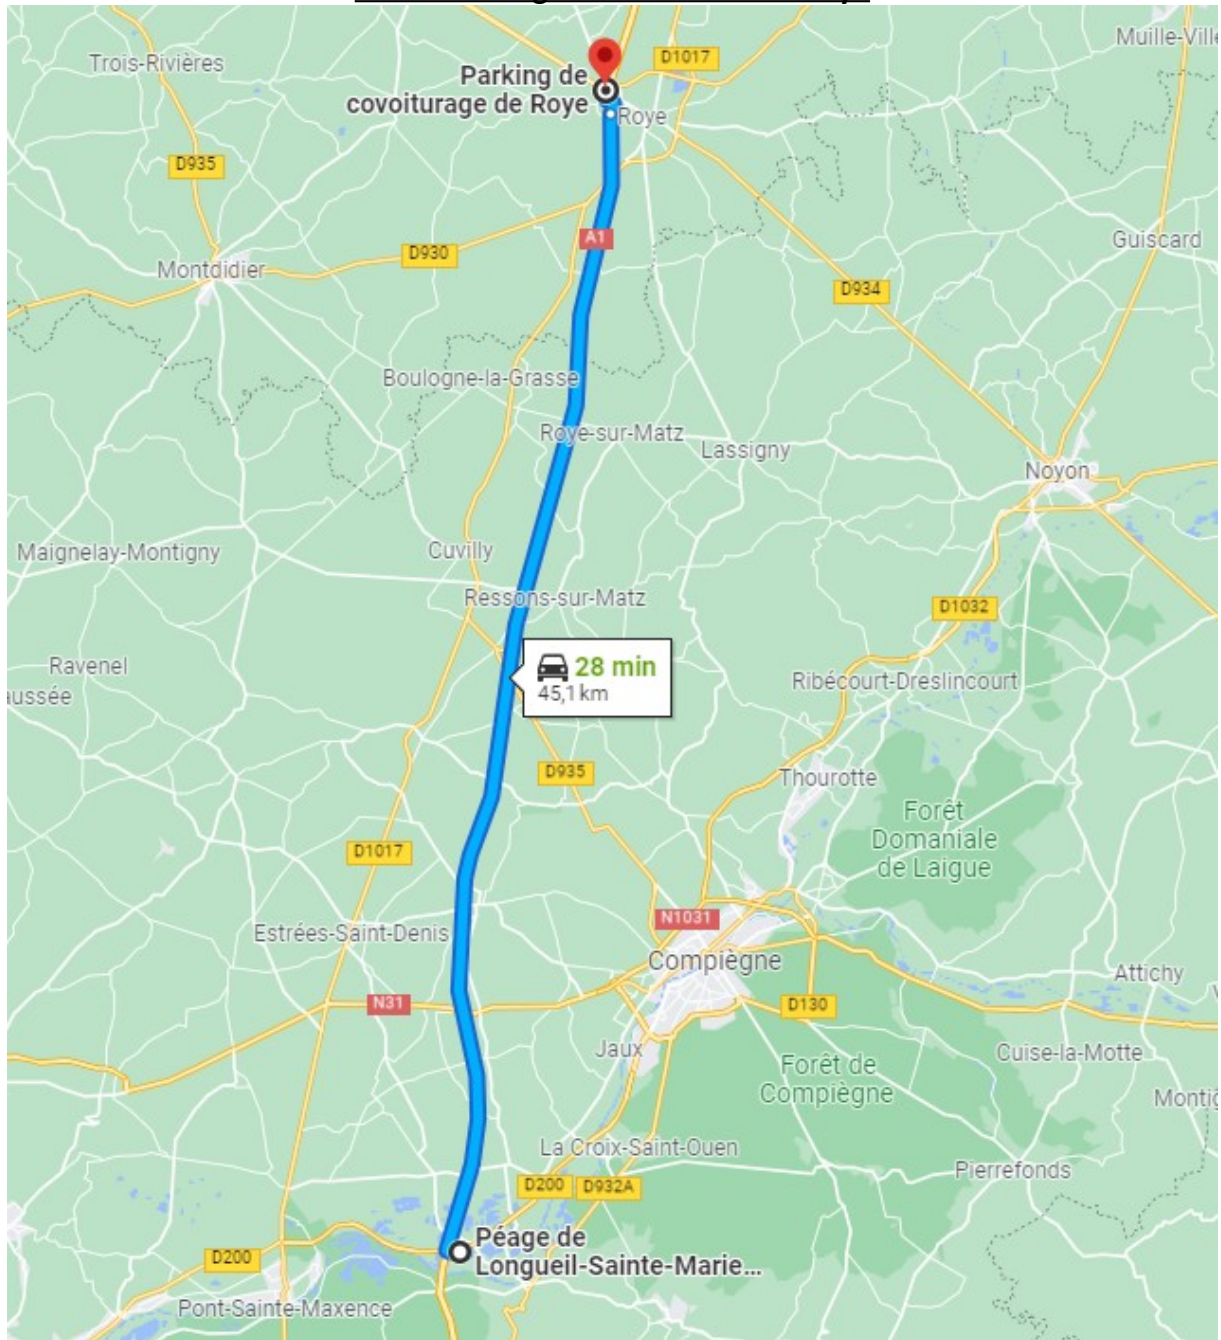 Muille-Ville
D1017
Trois-Rivières
Parking de
covoiturage de Roye
Roye
D935
A1
Guiscard
D930
Montdidier
D934
Boulogne-la-Grasse
Roye-sur-Matz
Lassigny
Noyon
Maignelay-Montigny
Cuvilly
Ressons-sur-Matz
D1032
Ravenel
aussée
28 min
45,1 km
Ribécourt-Dreslincourt
D935
Thourotte
Forêt
Domaniale
de Laigue
D1017
N1031
Estrées-Saint-Denis
Compiègne
Attichy
N31
D130
Jaux
Cuise-la-Motte
Forêt de
Compiègne
Montig
La Croix-Saint-Ouen
Pierrefonds
D200
D932A
Péage de
Longueil-Sainte-Marie...
D200
Pont-Sainte-Maxence